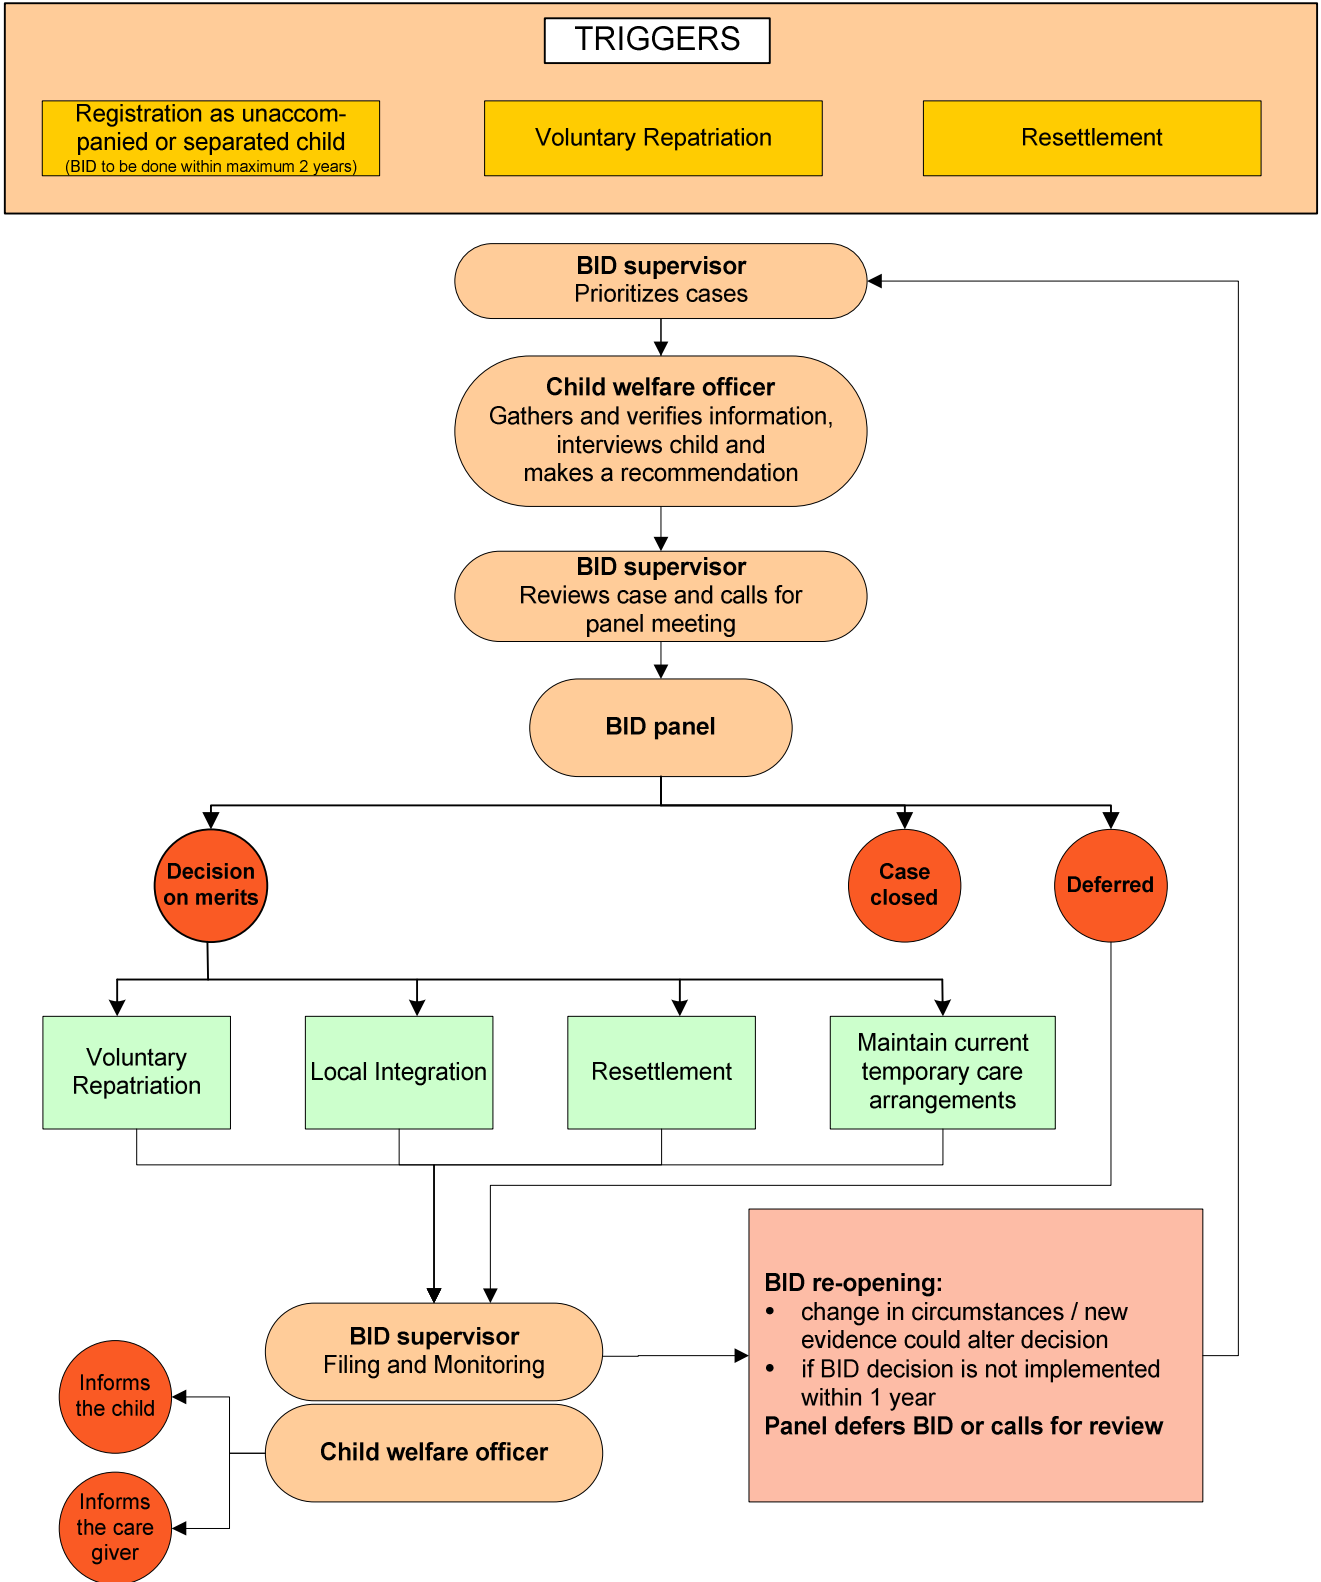 TRIGGERS
Registration as unaccom-
panied or separated child
(BID to be done within maximum 2 years)
Voluntary Repatriation
Resettlement
BID supervisor
Prioritizes cases
Child welfare officer
Gathers and verifies information,
interviews child and
makes a recommendation
BID supervisor
Reviews case and calls for
panel meeting
BID panel
Decision
on merits
Case
closed
Deferred
Voluntary
Repatriation
Local Integration
Resettlement
Maintain current
temporary care
arrangements
BID re-opening:
• change in circumstances / new
evidence could alter decision
• if BID decision is not implemented
within 1 year
Panel defers BID or calls for review
BID supervisor
Filing and Monitoring
Child welfare officer
Informs
the child
Informs
the care
giver